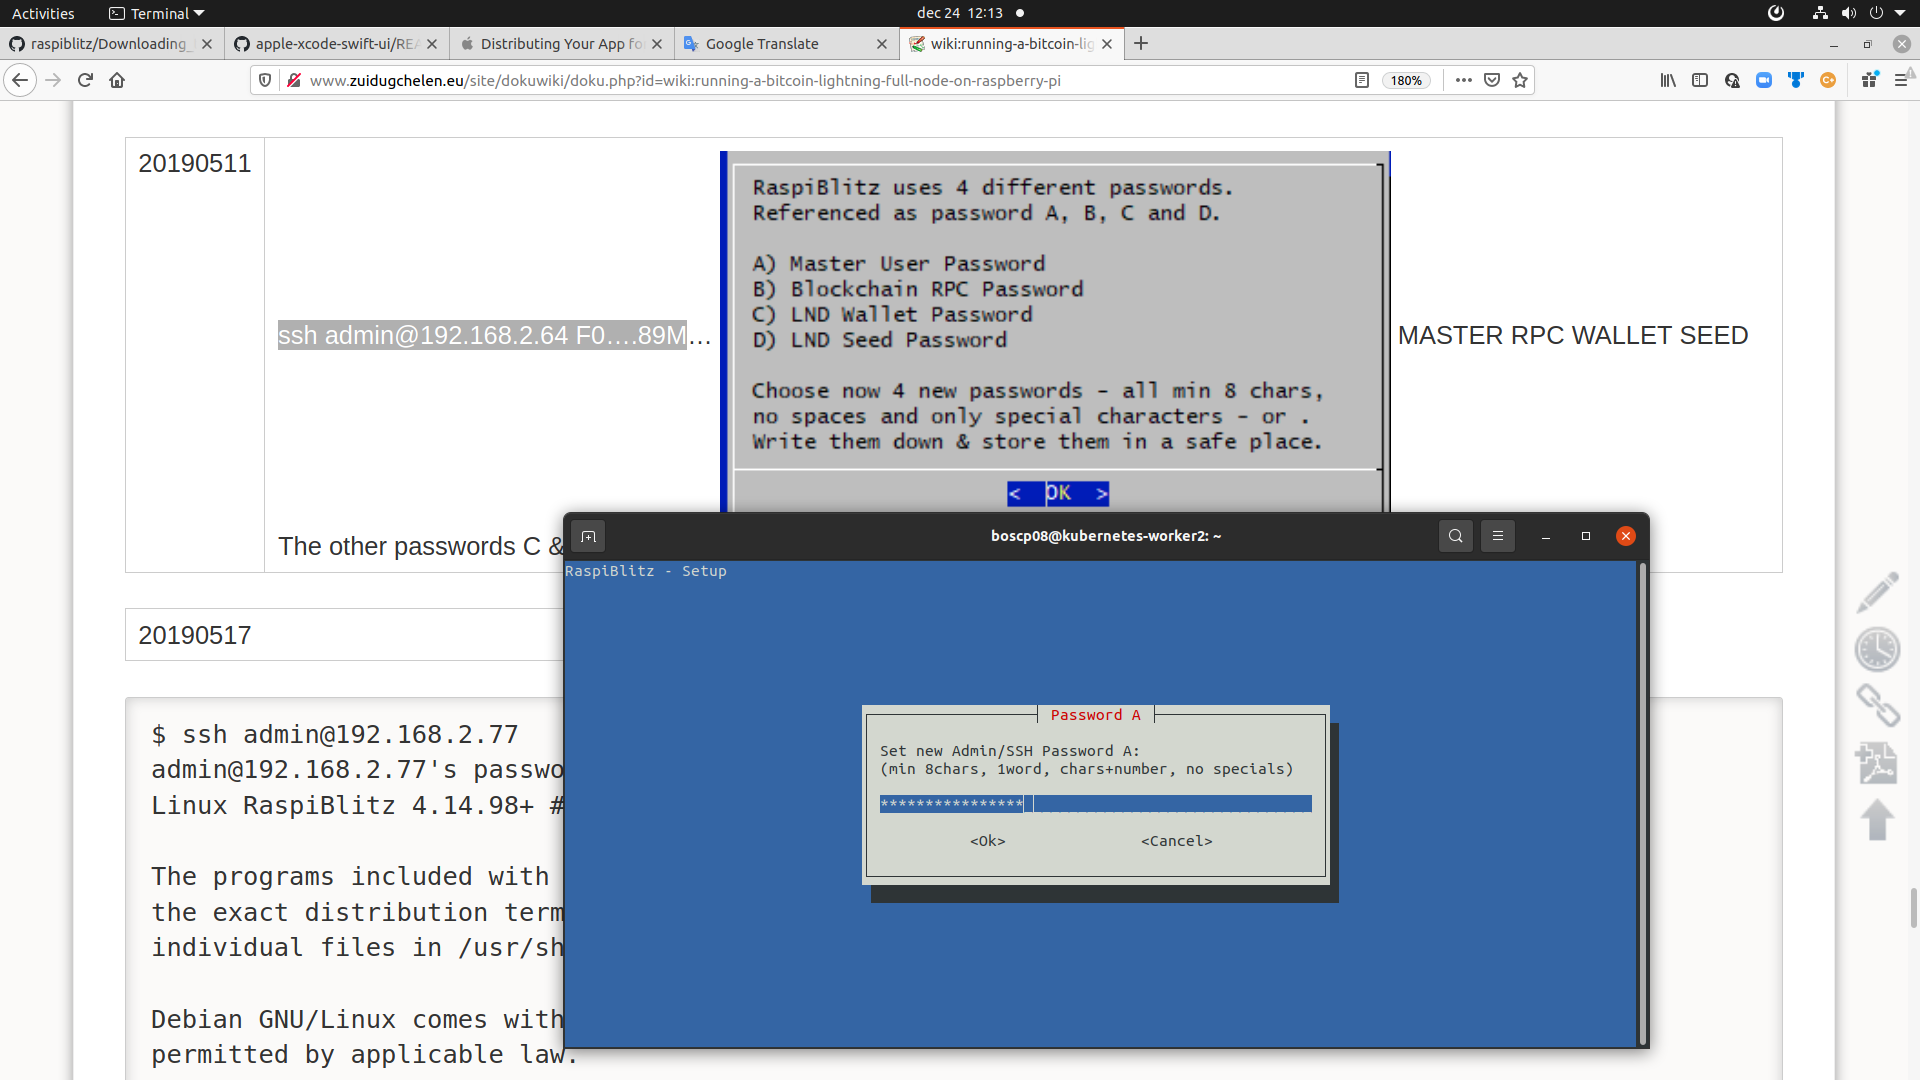 Activities
Terminal
dec 24 12:13
raspiblitz/Downloading_
apple-xcode-swift-ui/REA
Distributing Your App fo
Google Translate
wiki:running-a-bitcoin-lig
www.zuidugchelen.eu/site/dokuwiki/doku.php?id=wiki:running-a-bitcoin-lightning-full-node-on-raspberry-pi
180%
20190511
RaspiBlitz uses 4 different passwords.
Referenced as password A, B, C and D.
A) Master User Password
B) Blockchain RPC Password
C) LND Wallet Password
D) LND Seed Password
Choose now 4 new passwords - all min 8 chars,
no spaces and only special characters - or .
Write them down & store them in a safe place.
< OK >
ssh admin@192.168.2.64 F0….89M…
MASTER RPC WALLET SEED
The other passwords C &
20190517
$ ssh admin@192.168.2.77
admin@192.168.2.77's passwo
Linux RaspiBlitz 4.14.98+ #
The programs included with
the exact distribution term
individual files in /usr/sh
Debian GNU/Linux comes with
permitted by applicable law.
boscp08@kubernetes-worker2: ~
RaspiBlitz - Setup
Password A
Set new Admin/SSH Password A:
(min 8chars, 1word, chars+number, no specials)
****************
<Ok>
<Cancel>